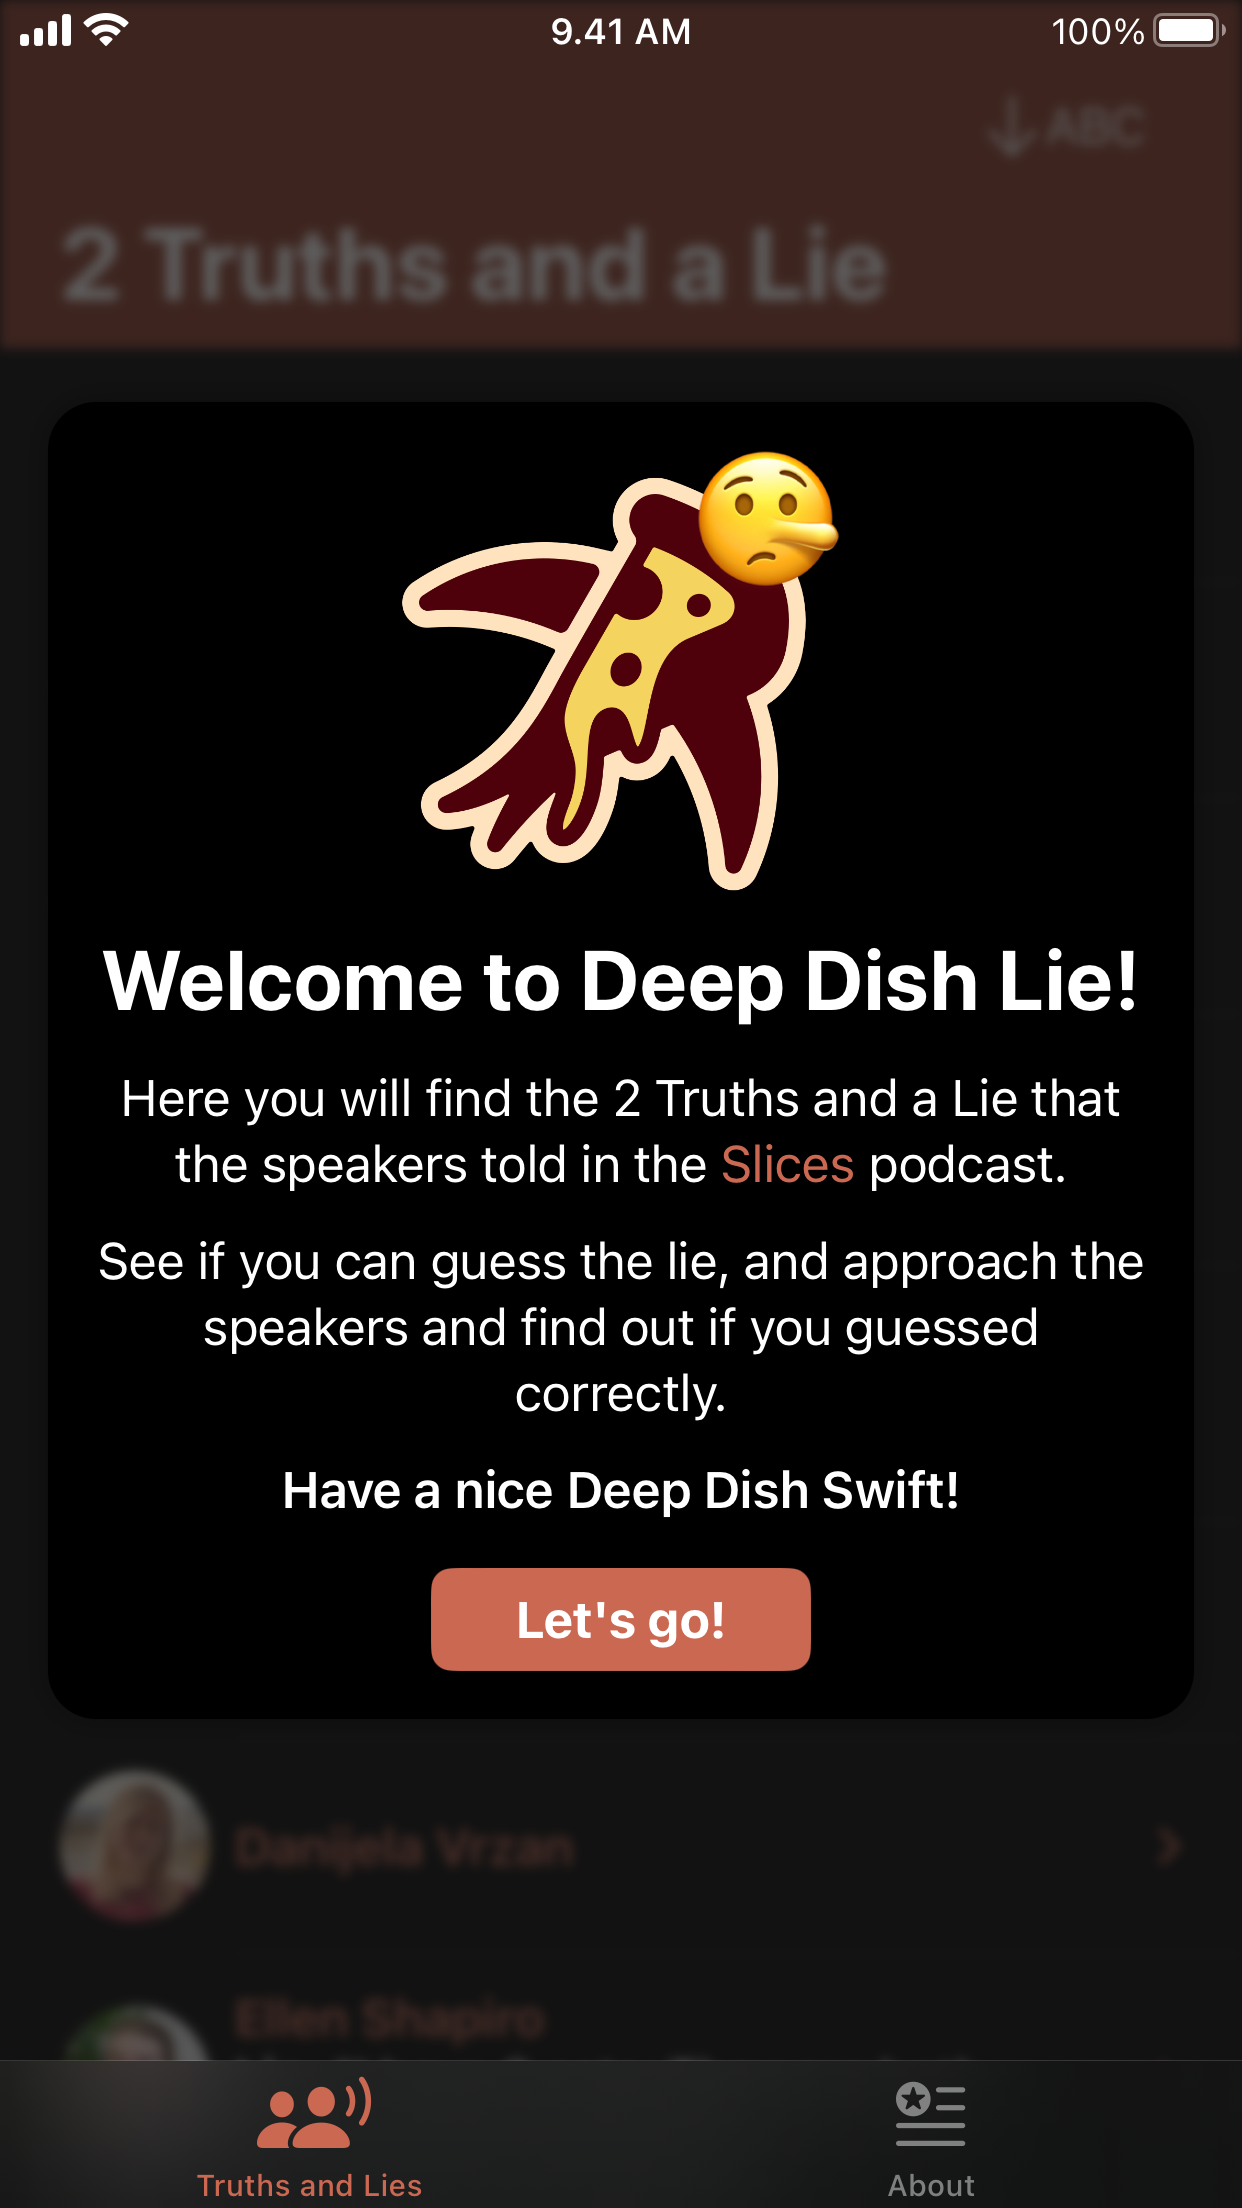 9.41 AM
100%
ABC
2 Truths and a Lie
Welcome to Deep Dish Lie!
Here you will find the 2 Truths and a Lie that
the speakers told in the Slices podcast.
See if you can guess the lie, and approach the
speakers and find out if you guessed
correctly.
Have a nice Deep Dish Swift!
Let's go!
Danijela Vrzan
Ellen Shapiro
Truths and Lies
About